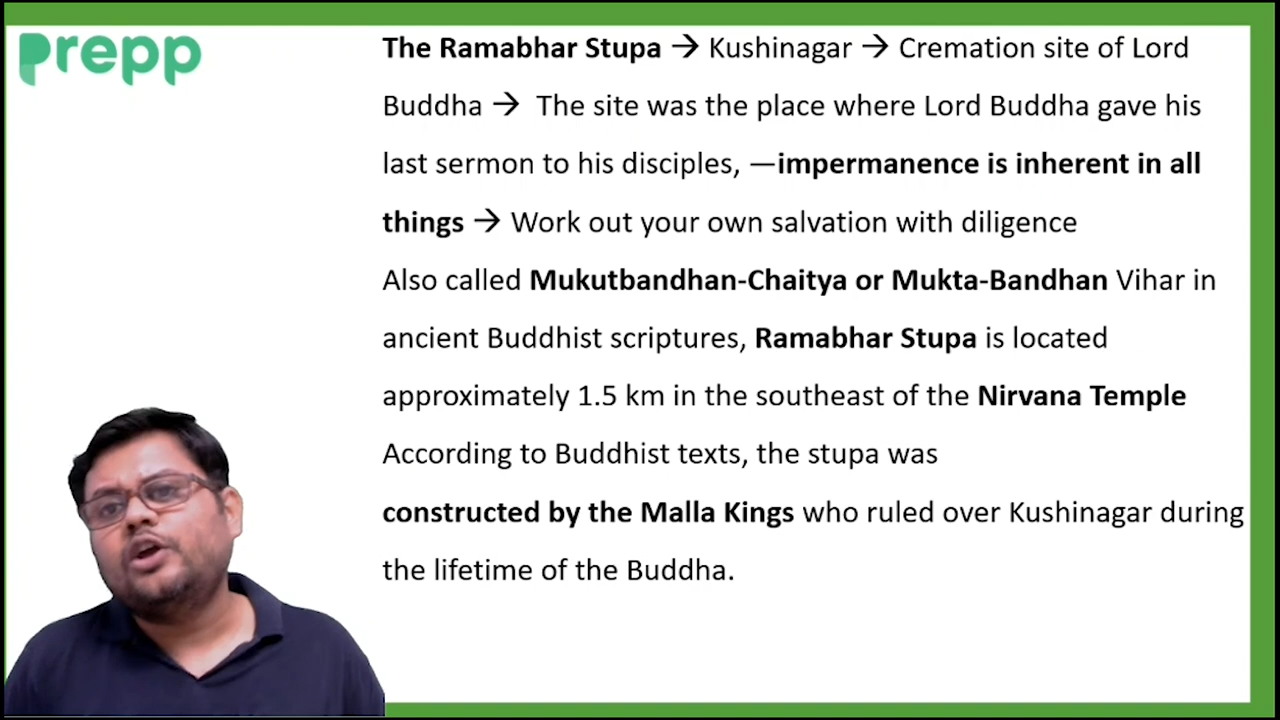 prepp
The Ramabhar Stupa → Kushinagar → Cremation site of Lord
Buddha → The site was the place where Lord Buddha gave his
last sermon to his disciples, —impermanence is inherent in all
things → Work out your own salvation with diligence
Also called Mukutbandhan-Chaitya or Mukta-Bandhan Vihar in
ancient Buddhist scriptures, Ramabhar Stupa is located
approximately 1.5 km in the southeast of the Nirvana Temple
According to Buddhist texts, the stupa was
constructed by the Malla Kings who ruled over Kushinagar during
the lifetime of the Buddha.